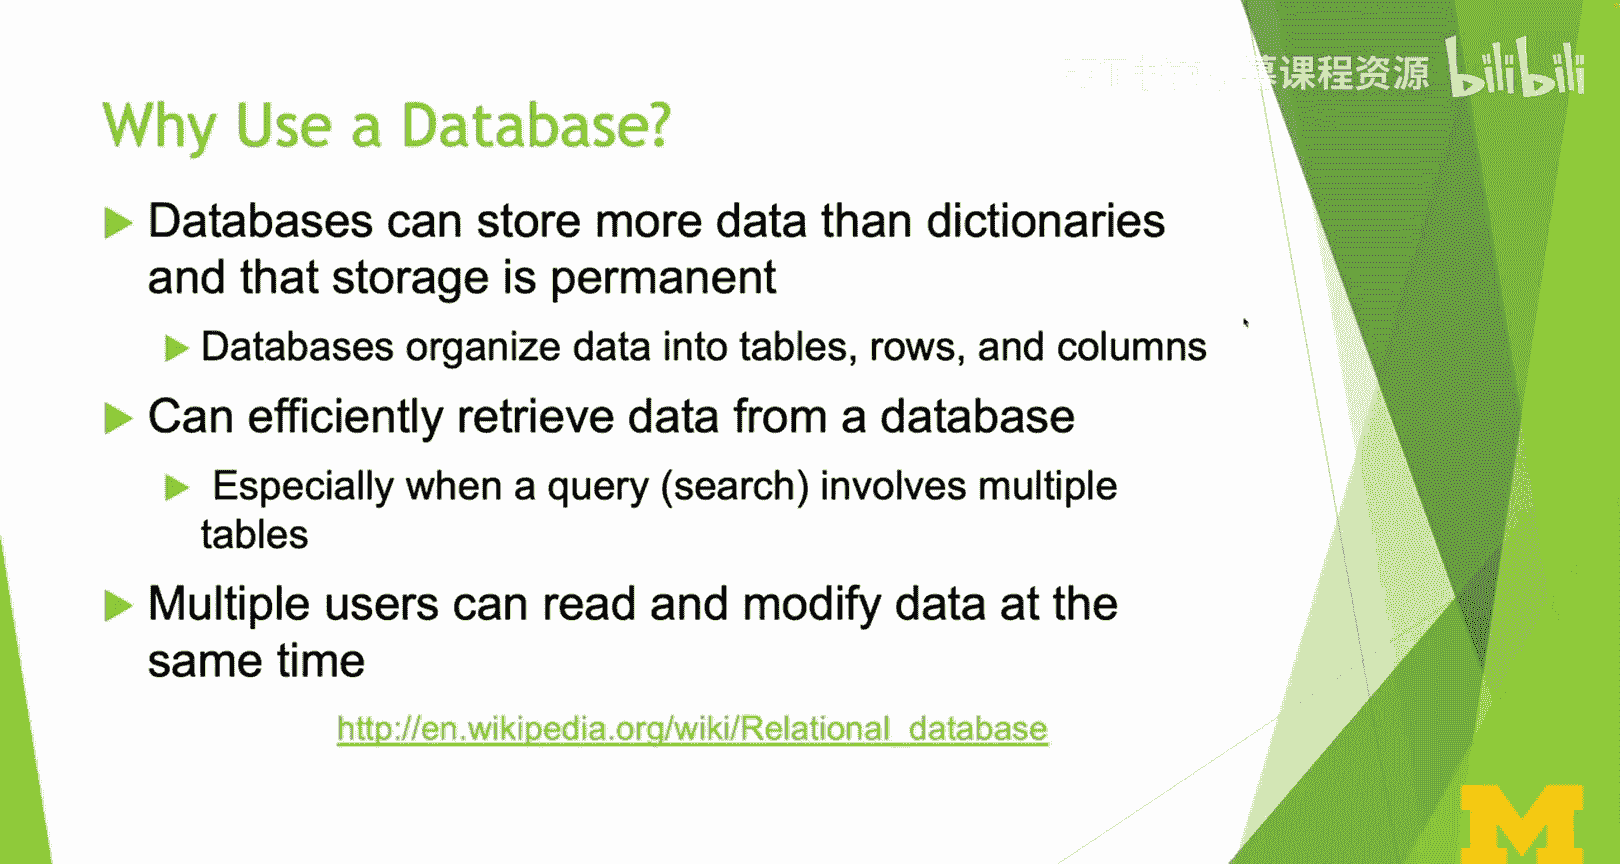 课程资源 bilibili
Why Use a Database?
Databases can store more data than dictionaries
and that storage is permanent
Databases organize data into tables, rows, and columns
Can efficiently retrieve data from a database
Especially when a query (search) involves multiple
tables
Multiple users can read and modify data at the
same time
http://en.wikipedia.org/wiki/Relational_database
M